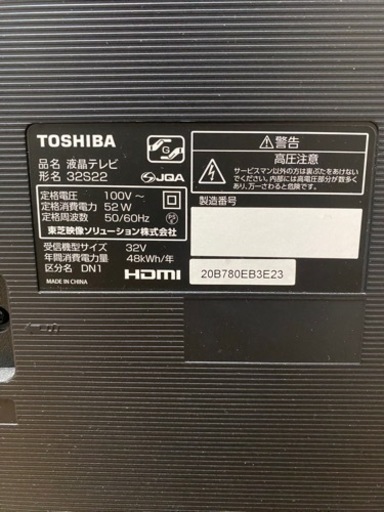 TOSHIBA
品名 液晶テレビ
形名 32S22
G
JQA
定格電圧 100V～
定格消費電力 52W
定格周波数 50/60Hz
PS
E
東芝映像ソリューション株式会社
受信機型サイズ 32V
年間消費電力量 48kWh/年
区分名 DN1
MADE IN CHINA
HDMI
⚠警告
高圧注意
サービスマン以外の方は裏ぶたをあけないで
ください。内部には高電圧部分が数多く
あり、万一さわると危険です。
製造番号
20B780EB3E23